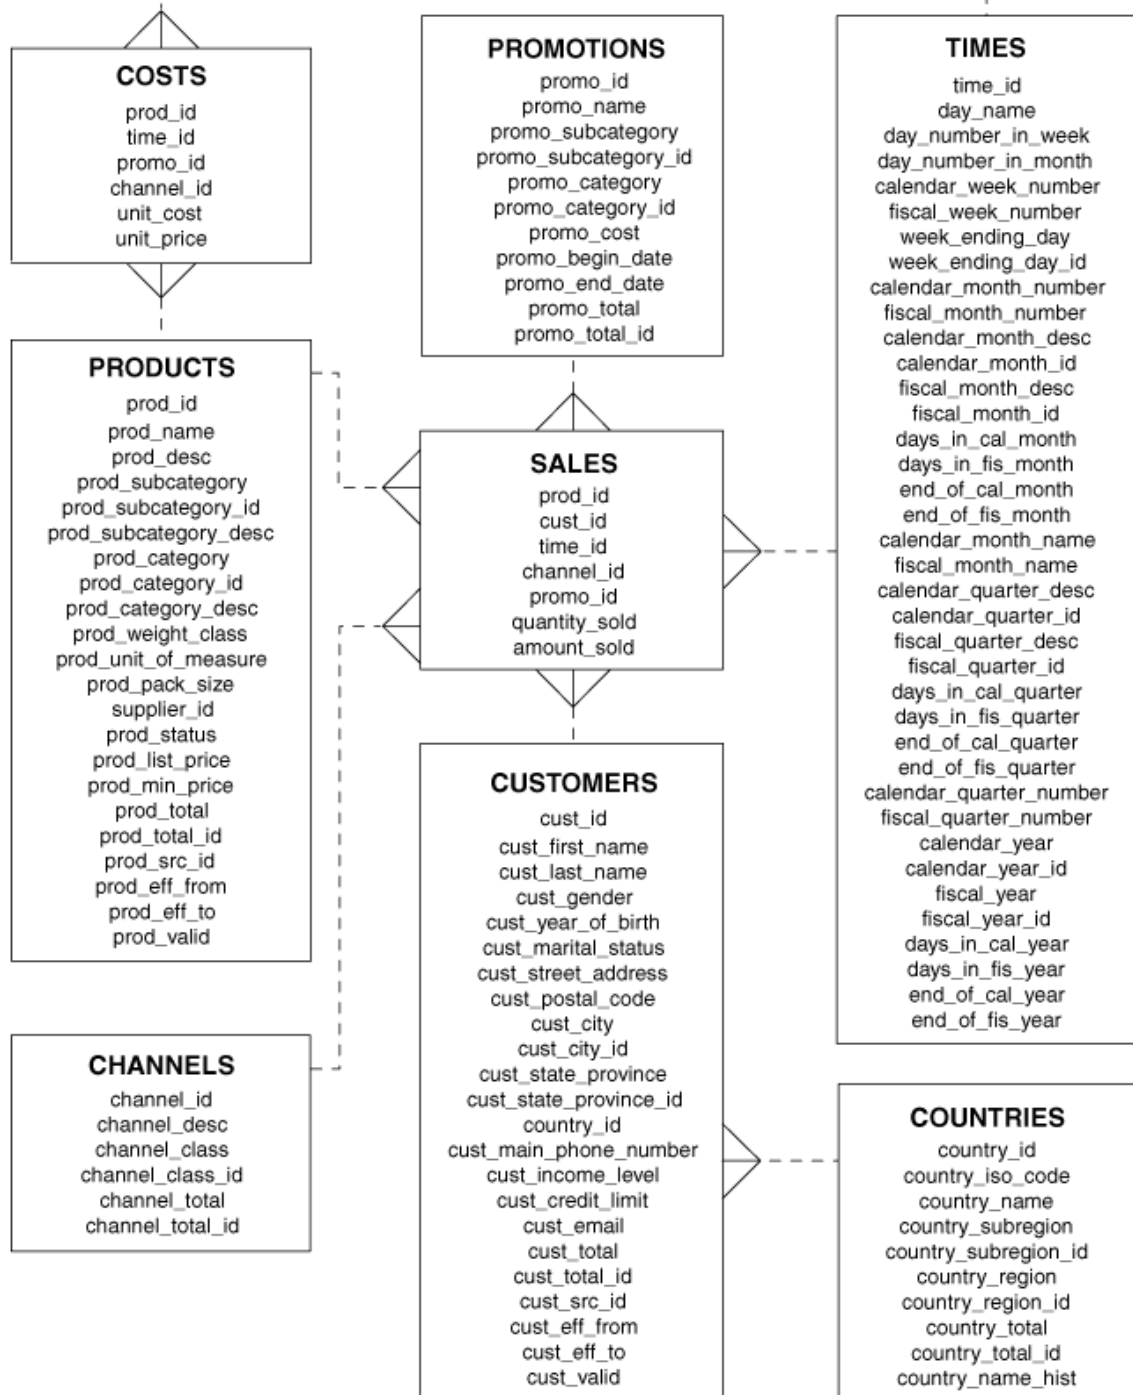 COSTS
prod_id
time_id
promo_id
channel_id
unit_cost
unit_price
PRODUCTS
prod_id
prod_name
prod_desc
prod_subcategory
prod_subcategory_id
prod_subcategory_desc
prod_category
prod_category_id
prod_category_desc
prod_weight_class
prod_unit_of_measure
prod_pack_size
supplier_id
prod_status
prod_list_price
prod_min_price
prod_total
prod_total_id
prod_src_id
prod_eff_from
prod_eff_to
prod_valid
CHANNELS
channel_id
channel_desc
channel_class
channel_class_id
channel_total
channel_total_id
PROMOTIONS
promo_id
promo_name
promo_subcategory
promo_subcategory_id
promo_category
promo_category_id
promo_cost
promo_begin_date
promo_end_date
promo_total
promo_total_id
SALES
prod_id
cust_id
time_id
channel_id
promo_id
quantity_sold
amount_sold
CUSTOMERS
cust_id
cust_first_name
cust_last_name
cust_gender
cust_year_of_birth
cust_marital_status
cust_street_address
cust_postal_code
cust_city
cust_city_id
cust_state_province
cust_state_province_id
country_id
cust_main_phone_number
cust_income_level
cust_credit_limit
cust_email
cust_total
cust_total_id
cust_src_id
cust_eff_from
cust_eff_to
cust_valid
TIMES
time_id
day_name
day_number_in_week
day_number_in_month
calendar_week_number
fiscal_week_number
week_ending_day
week_ending_day_id
calendar_month_number
fiscal_month_number
calendar_month_desc
calendar_month_id
fiscal_month_desc
fiscal_month_id
days_in_cal_month
days_in_fis_month
end_of_cal_month
end_of_fis_month
calendar_month_name
fiscal_month_name
calendar_quarter_desc
calendar_quarter_id
fiscal_quarter_desc
fiscal_quarter_id
days_in_cal_quarter
days_in_fis_quarter
end_of_cal_quarter
end_of_fis_quarter
calendar_quarter_number
fiscal_quarter_number
calendar_year
calendar_year_id
fiscal_year
fiscal_year_id
days_in_cal_year
days_in_fis_year
end_of_cal_year
end_of_fis_year
COUNTRIES
country_id
country_iso_code
country_name
country_subregion
country_subregion_id
country_region
country_region_id
country_total
country_total_id
country_name_hist